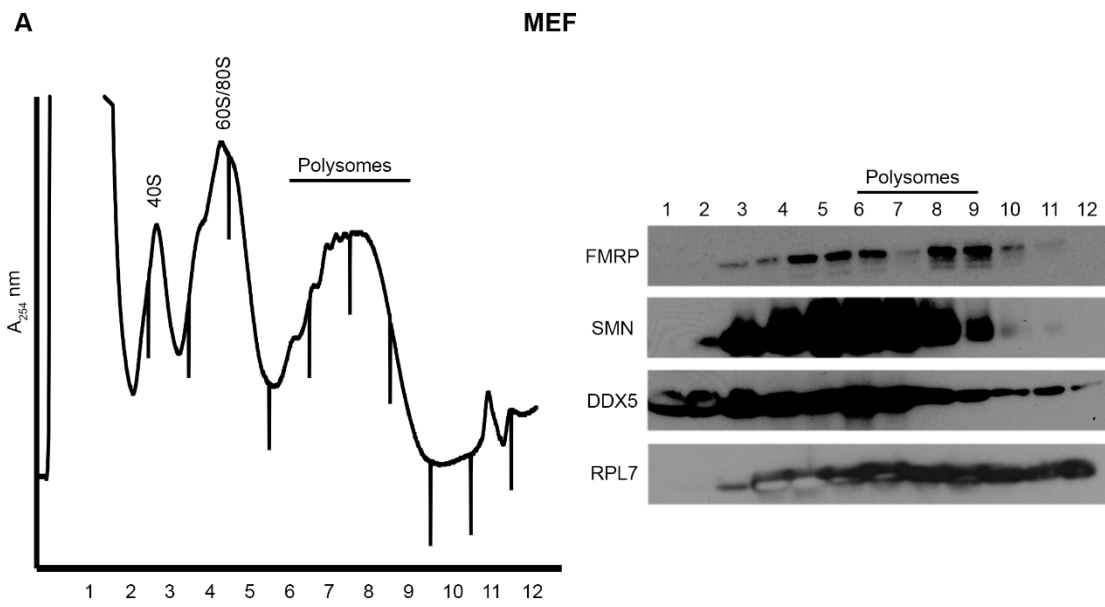 A
MEF
40S
60S/80S
Polysomes
A254 nm
1 2 3 4 5 6 7 8 9 10 11 12
Polysomes
1 2 3 4 5 6 7 8 9 10 11 12
FMRP
SMN
DDX5
RPL7